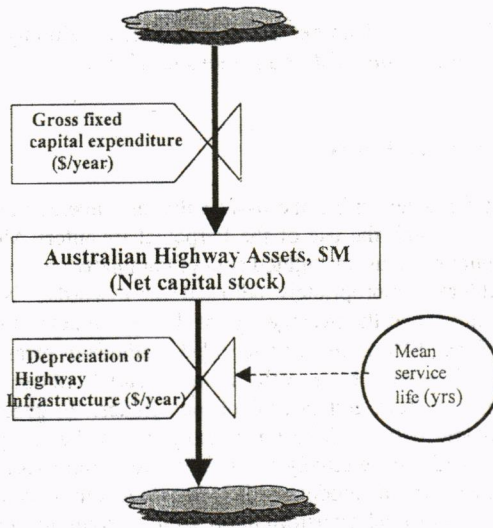 Gross fixed
capital expenditure
($/year)
Australian Highway Assets, $M
(Net capital stock)
Depreciation of
Highway
Infrastructure ($/year)
Mean
service
life (yrs)